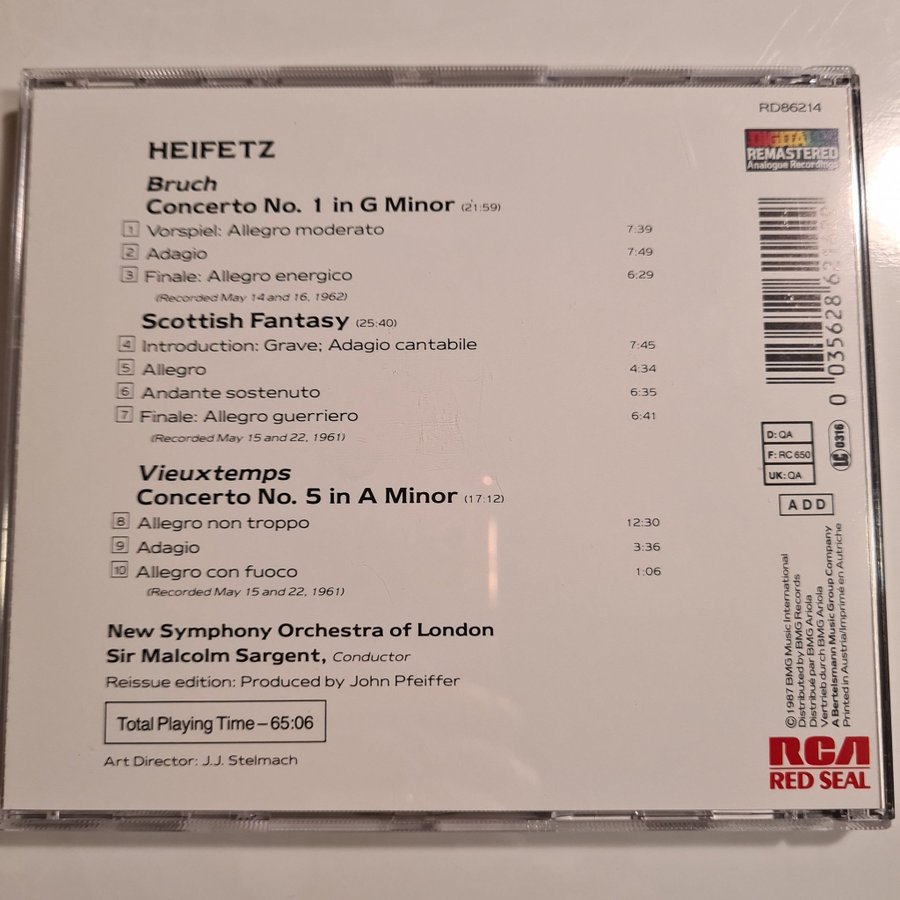 RD86214
DIGITAL
REMASTERED
Analogue Recordings
HEIFETZ
Bruch
Concerto No. 1 in G Minor (21:59)
1 Vorspiel: Allegro moderato 7:39
2 Adagio 7:49
3 Finale: Allegro energico 6:29
(Recorded May 14 and 16, 1962)
Scottish Fantasy (25:40)
4 Introduction: Grave; Adagio cantabile 7:45
5 Allegro 4:34
6 Andante sostenuto 6:35
7 Finale: Allegro guerriero 6:41
(Recorded May 15 and 22, 1961)
Vieuxtemps
Concerto No. 5 in A Minor (17:12)
8 Allegro non troppo 12:30
9 Adagio 3:36
10 Allegro con fuoco 1:06
(Recorded May 15 and 22, 1961)
New Symphony Orchestra of London
Sir Malcolm Sargent, Conductor
Reissue edition: Produced by John Pfeiffer
Total Playing Time – 65:06
Art Director: J.J. Stelmach
0 035628
D: QA
F: RC 650
UK: QA
LC 0316
ADD
© 1987 BMG Music International
Distributed by BMG Records
Distribué par BMG Ariola
Vertrieb durch BMG Ariola
A Bertelsmann Music Group Company
Printed in Austria/Imprimé en Autriche
RCA
RED SEAL